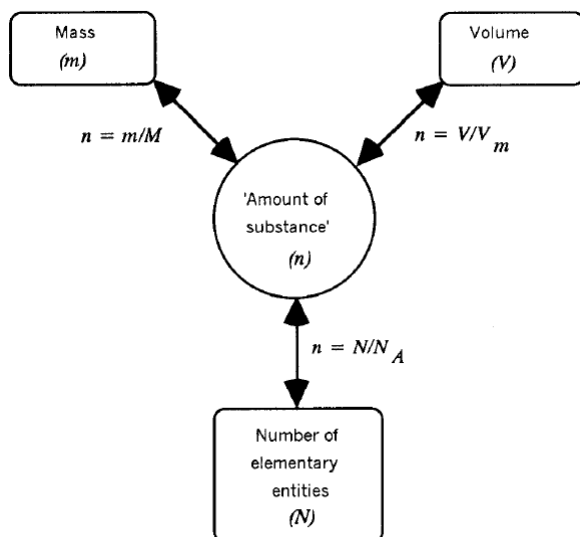 Mass
(m)
Volume
(V)
n = m/M
n = V/V_m
'Amount of
substance'
(n)
n = N/N_A
Number of
elementary
entities
(N)